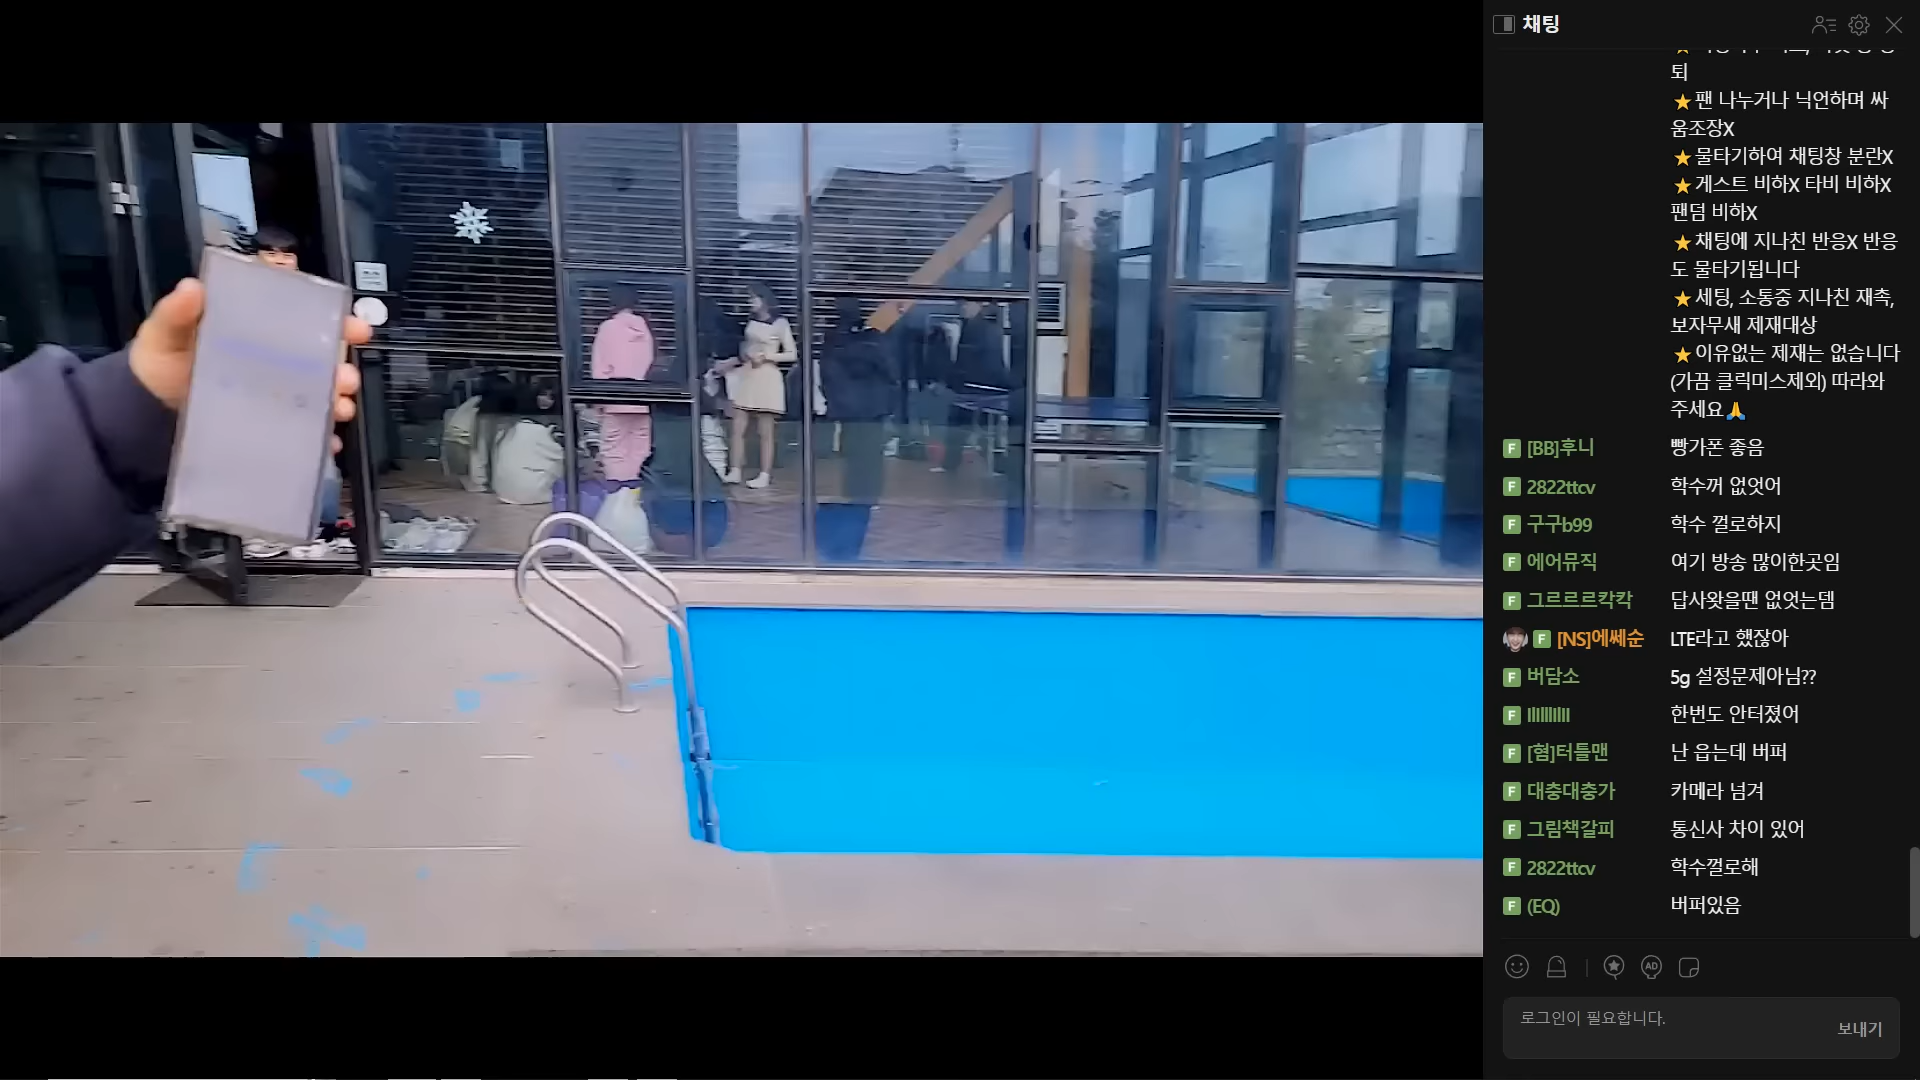 채팅
퇴
⭐팬 나누거나 닉언하며 싸
움조장X
⭐물타기하여 채팅창 분란X
⭐게스트 비하X 타비 비하X
팬덤 비하X
⭐채팅에 지나친 반응X 반응
도 물타기됩니다
⭐세팅, 소통중 지나친 재촉,
보자무새 제재대상
⭐이유없는 제재는 없습니다
(가끔 클릭미스제외) 따라와
주세요🙏
F [BB]후니 빵가폰 좋음
F 2822ttcv 학수꺼 없엇어
F 구구b99 학수 껄로하지
F 에어뮤직 여기 방송 많이한곳임
F 그르르르칵칵 답사왓을땐 없엇는뎀
F [NS]에쎄순 LTE라고 했잖아
F 버담소 5g 설정문제아님??
F
한번도 안터졌어
F [혐]터틀맨 난 읍는데 버퍼
F 대충대충가 카메라 넘겨
F 그림책갈피 통신사 차이 있어
F 2822ttcv 학수껄로해
F (EQ) 버퍼있음
AD
로그인이 필요합니다.
보내기